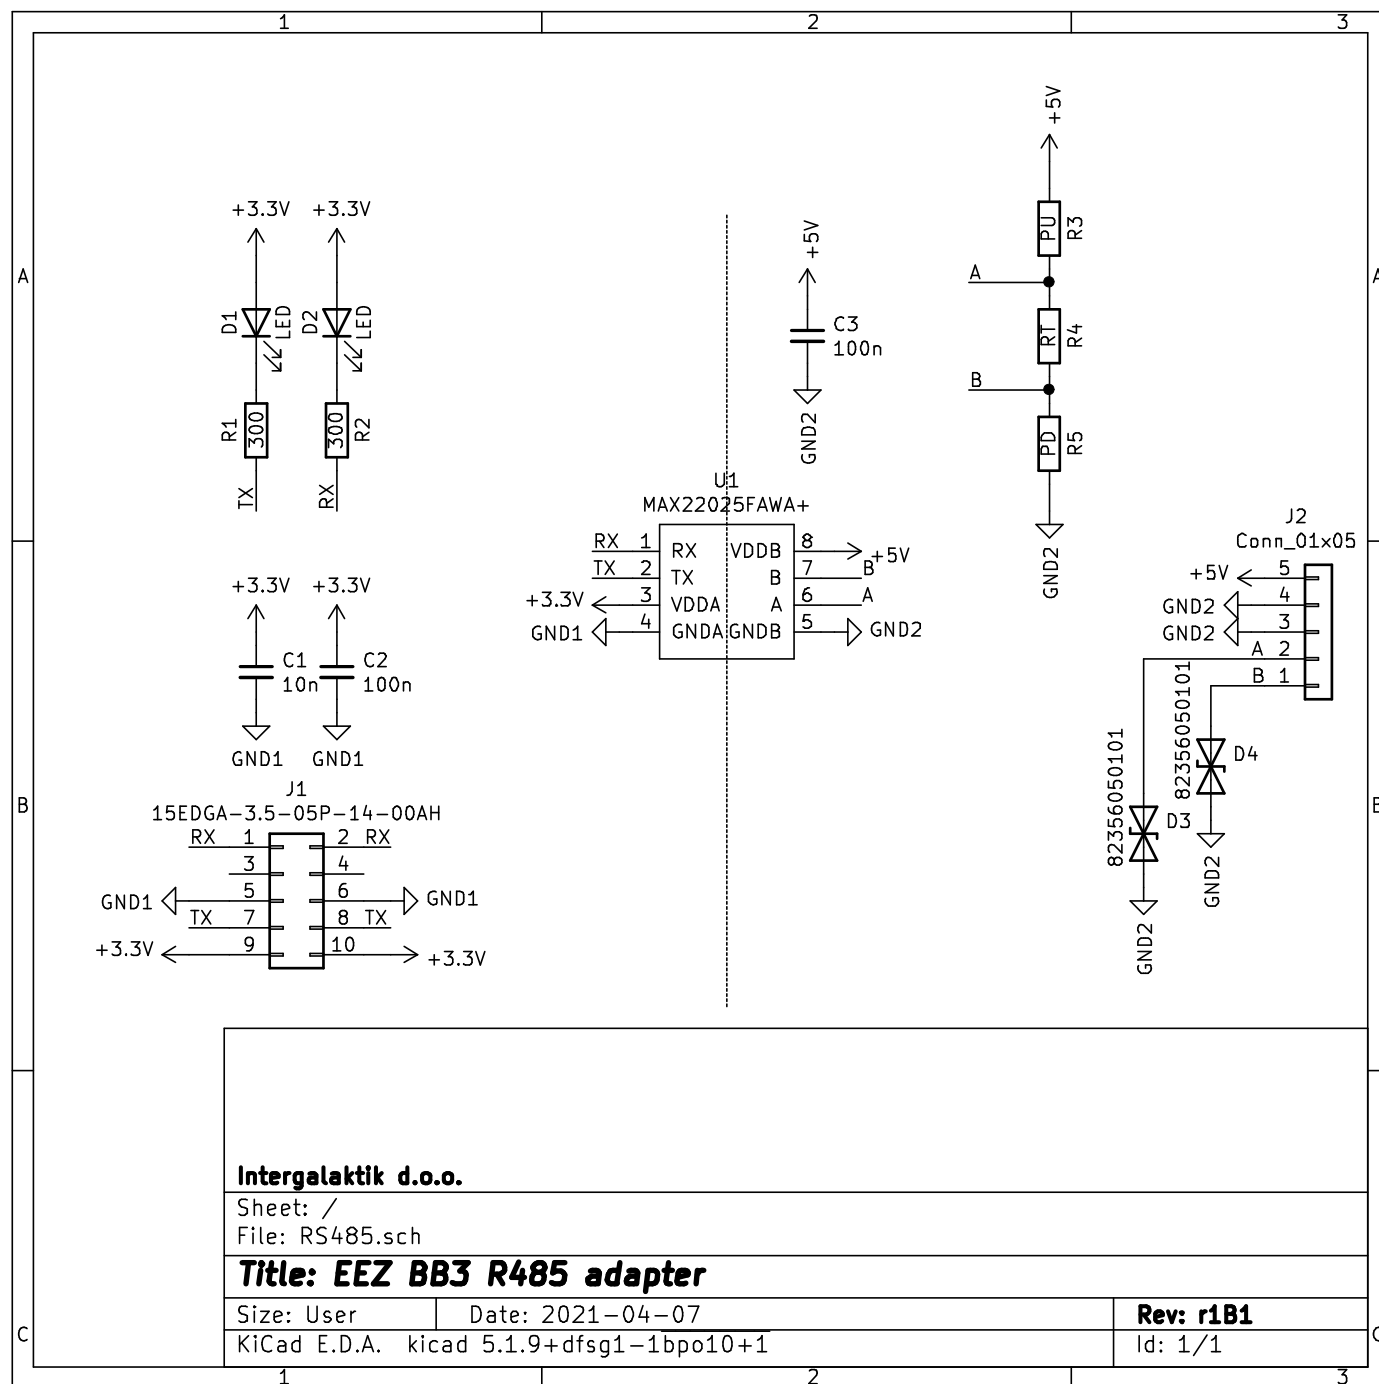 1 2 3
+5V
+3.3V +3.3V
PU R3
+5V
A
A A
D1 LED D2 LED
C3
100n
RT R4
B
R1 300 300 R2
GND2
PD R5
TX RX
U1
MAX22025FAWA+
GND2
J2
Conn_01x05
RX 1 RX VDDB 8 +5V
TX 2 TX B 7 B
+3.3V 3 VDDA A 6 A
GND1 4 GNDA GNDB 5 GND2
+5V 5
GND2 4
GND2 3
A 2
B 1
+3.3V +3.3V
C1
10n
C2
100n
GND1 GND1
82356050101 D4
82356050101 D3
GND2
GND2
J1
15EDGA-3.5-05P-14-00AH
B B
RX 1 2 RX
3 4
GND1 5 6 GND1
TX 7 8 TX
+3.3V 9 10 +3.3V
Intergalaktik d.o.o.
Sheet: /
File: RS485.sch
Title: EEZ BB3 R485 adapter
Size: User Date: 2021-04-07 Rev: r1B1
KiCad E.D.A. kicad 5.1.9+dfsg1-1bpo10+1 Id: 1/1
C C
1 2 3